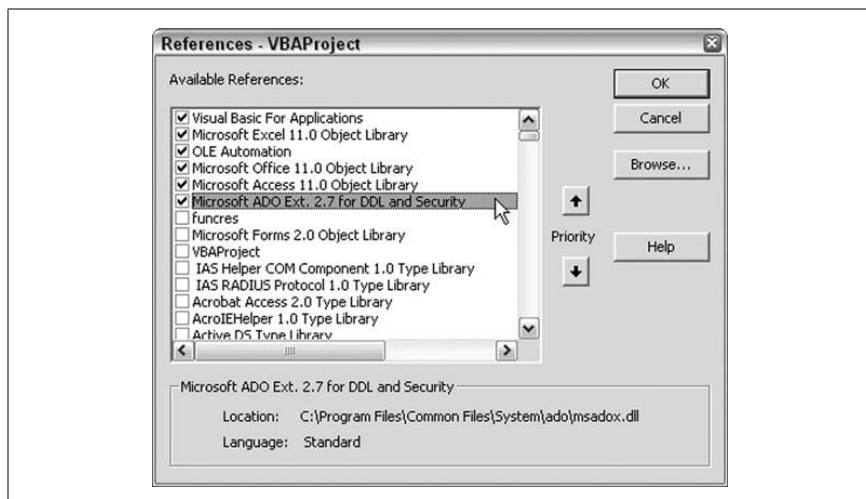 References - VBAProject
Available References:
Visual Basic For Applications
Microsoft Excel 11.0 Object Library
OLE Automation
Microsoft Office 11.0 Object Library
Microsoft Access 11.0 Object Library
Microsoft ADO Ext. 2.7 for DDL and Security
funcres
Microsoft Forms 2.0 Object Library
VBAProject
IAS Helper COM Component 1.0 Type Library
IAS RADIUS Protocol 1.0 Type Library
Acrobat Access 2.0 Type Library
AcroIEHelper 1.0 Type Library
Active DS Type Library
OK
Cancel
Browse...
Priority
Help
Microsoft ADO Ext. 2.7 for DDL and Security
Location: C:\Program Files\Common Files\System\ado\msadox.dll
Language: Standard